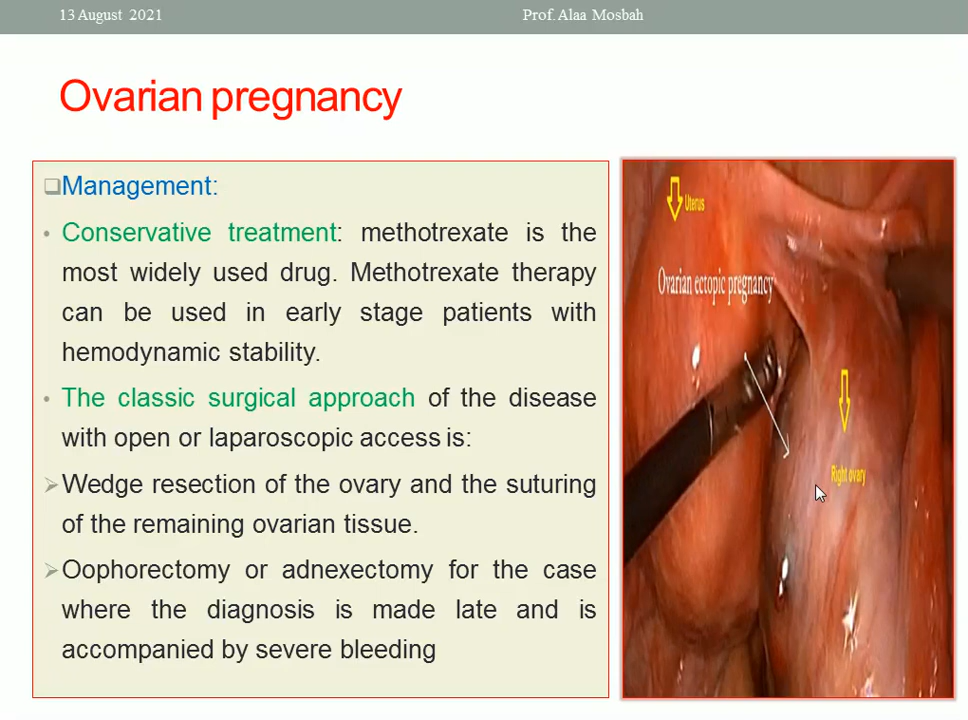 13 August 2021
Prof. Alaa Mosbah
Ovarian pregnancy
Management:
Conservative treatment: methotrexate is the
most widely used drug. Methotrexate therapy
can be used in early stage patients with
hemodynamic stability.
The classic surgical approach of the disease
with open or laparoscopic access is:
Wedge resection of the ovary and the suturing
of the remaining ovarian tissue.
Oophorectomy or adnexectomy for the case
where the diagnosis is made late and is
accompanied by severe bleeding
Uterus
Ovarian ectopic pregnancy
Right ovary